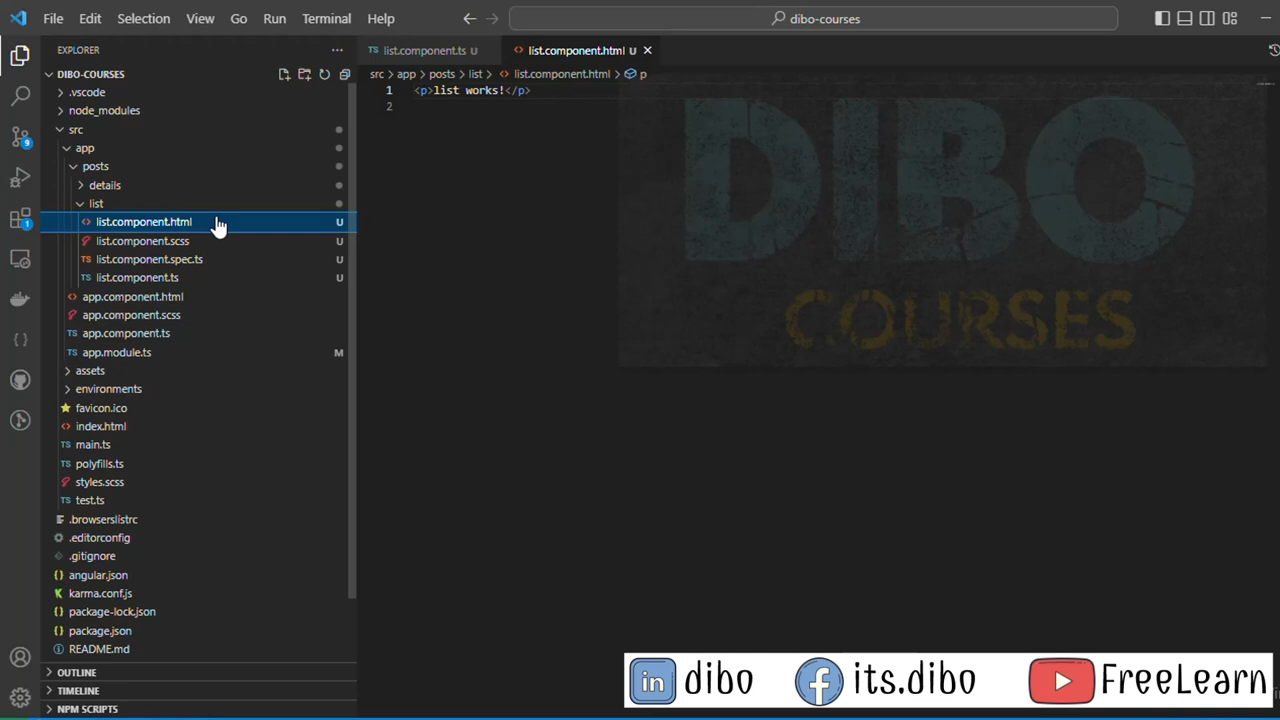 File Edit Selection View Go Run Terminal Help
dibo-courses
EXPLORER
DIBO-COURSES
.vscode
node_modules
src
app
posts
details
list
list.component.html U
list.component.scss U
list.component.spec.ts U
list.component.ts U
app.component.html
app.component.scss
app.component.ts
app.module.ts M
assets
environments
favicon.ico
index.html
main.ts
polyfills.ts
styles.scss
test.ts
.browserslistrc
.editorconfig
.gitignore
angular.json
karma.conf.js
package-lock.json
package.json
README.md
OUTLINE
TIMELINE
NPM SCRIPTS
9
1
TS list.component.ts U
list.component.html U
src > app > posts > list > list.component.html > p
1 <p>list works!</p>
2
DIBO
COURSES
in dibo
f its.dibo
FreeLearn